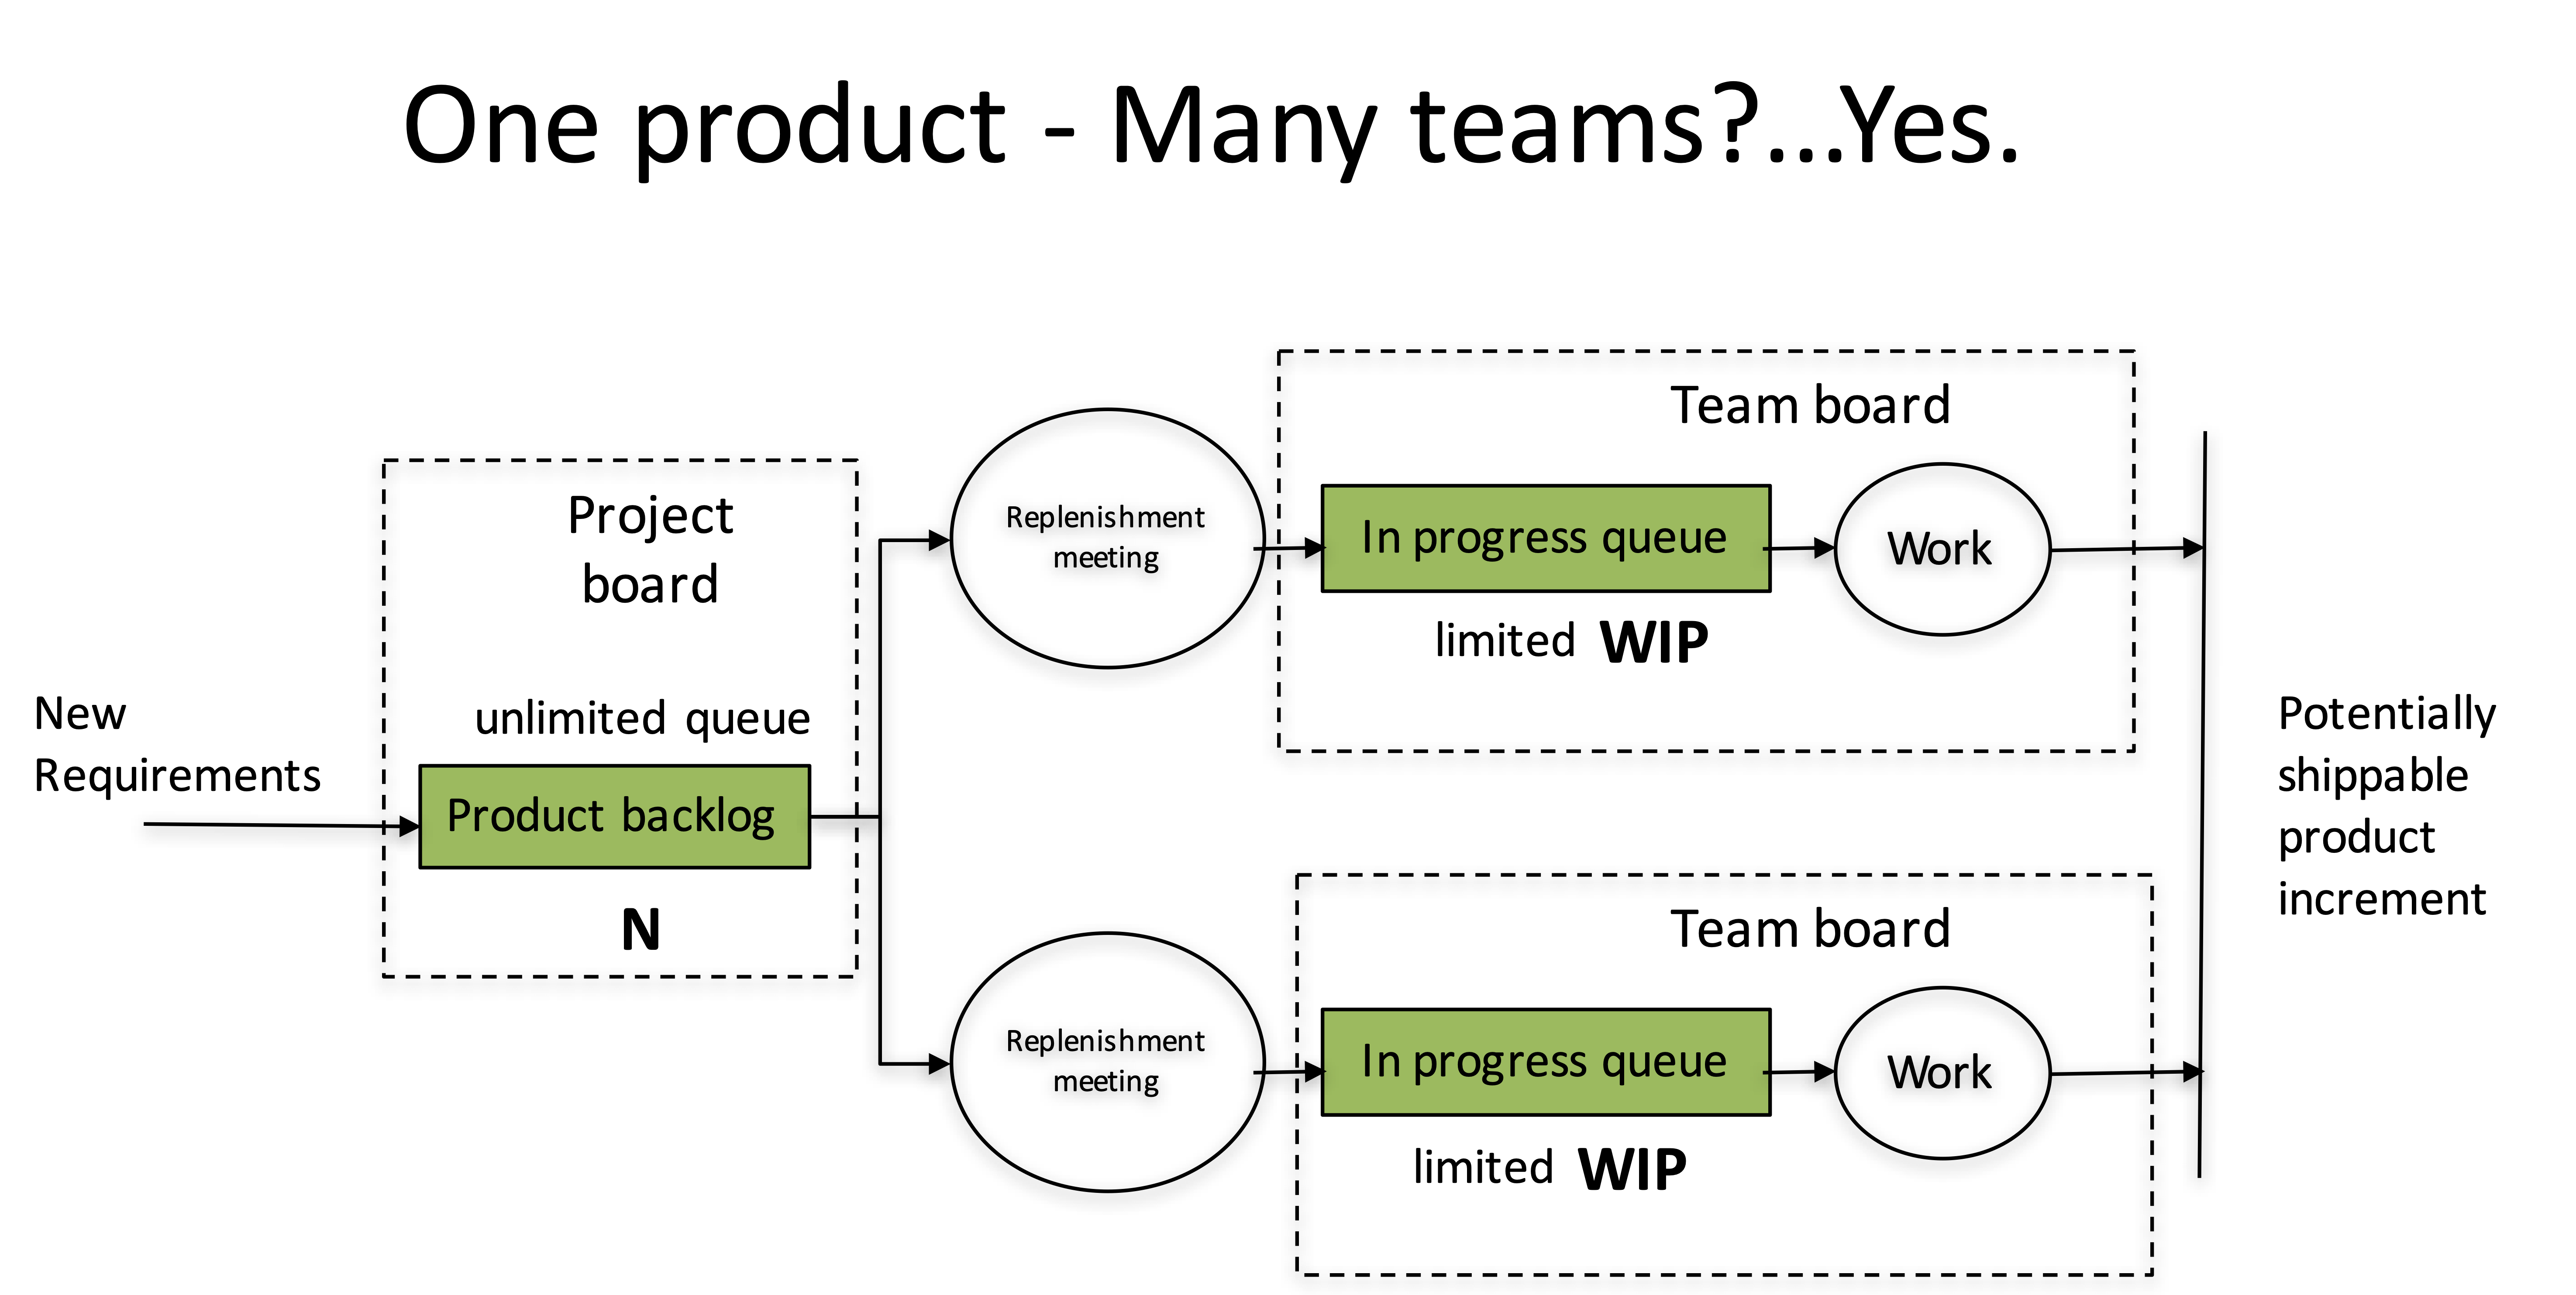 One product - Many teams?...Yes.
New
Requirements
Project
board
unlimited queue
Product backlog
N
Replenishment
meeting
Team board
In progress queue
limited WIP
Work
Replenishment
meeting
Team board
In progress queue
limited WIP
Work
Potentially
shippable
product
increment